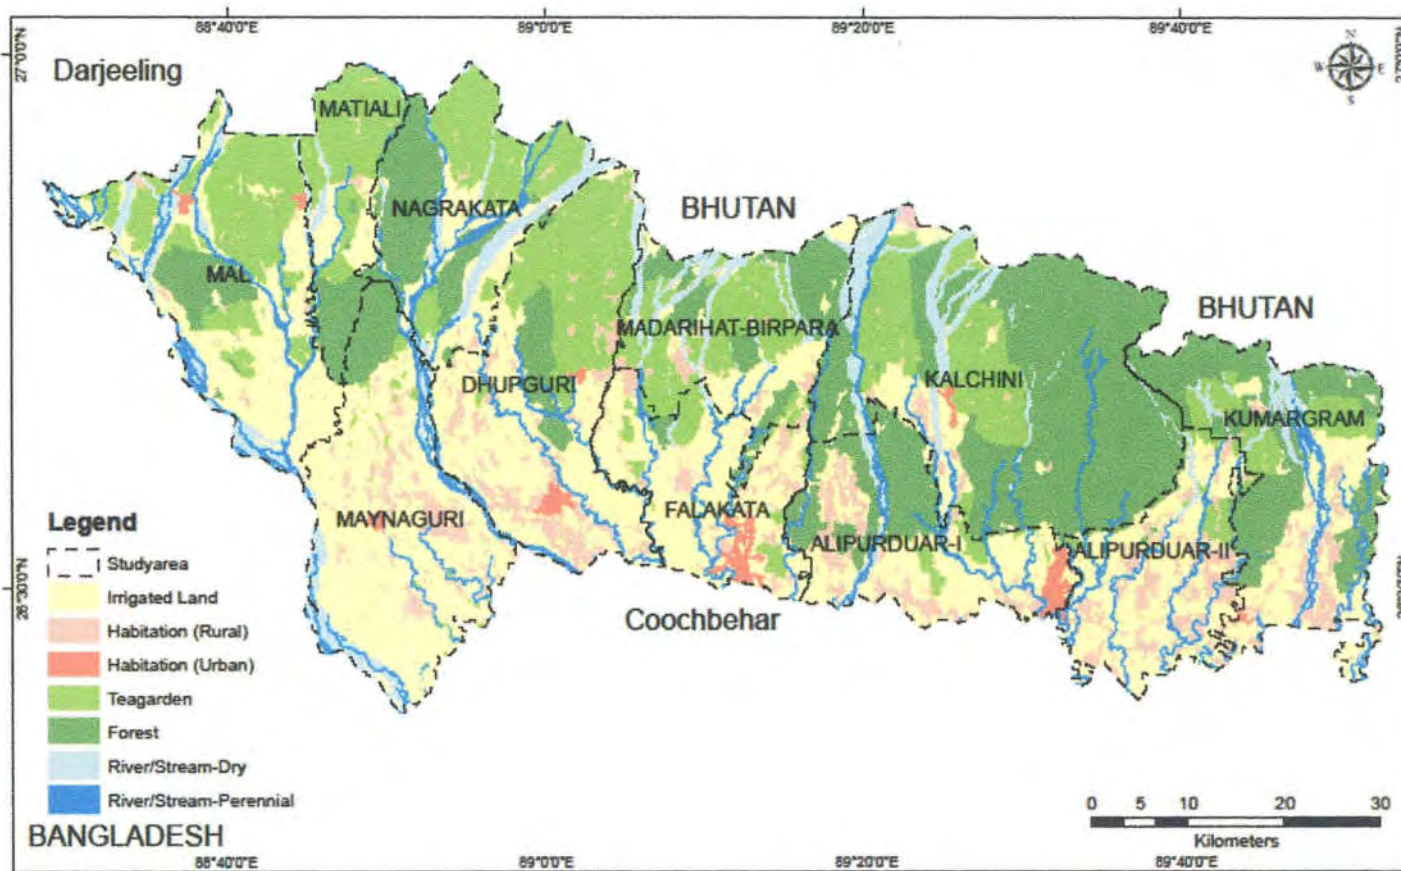 88°40'0"E
89°0'0"E
89°20'0"E
89°40'0"E
27°0'0"N
Darjeeling
N
W
E
S
MATIALI
NAGRAKATA
BHUTAN
MAL
MADARIHAT-BIRPARA
BHUTAN
DHUPGURI
KALCHINI
KUMARGRAM
MAYNAGURI
FALAKATA
ALIPURDUAR-I
ALIPURDUAR-II
26°30'0"N
Coochbehar
Legend
Studyarea
Irrigated Land
Habitation (Rural)
Habitation (Urban)
Teagarden
Forest
River/Stream-Dry
River/Stream-Perennial
BANGLADESH
0 5 10 20 30
Kilometers
88°40'0"E
89°0'0"E
89°20'0"E
89°40'0"E